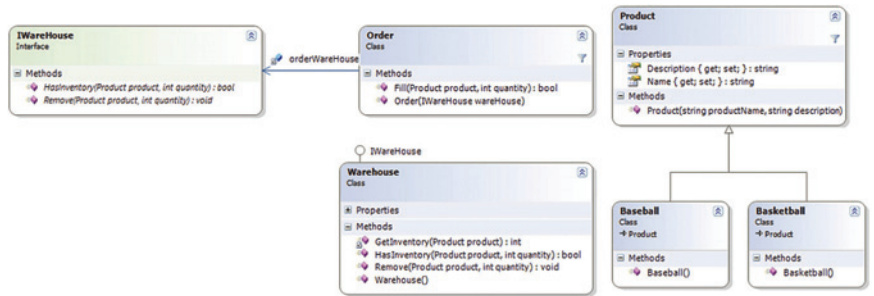 IWareHouse
Interface
Methods
HasInventory(Product product, int quantity) : bool
Remove(Product product, int quantity) : void
orderWareHouse
Order
Class
Methods
Fill(Product product, int quantity) : bool
Order(IWareHouse wareHouse)
Product
Class
Properties
Description { get; set; } : string
Name { get; set; } : string
Methods
Product(string productName, string description)
IWareHouse
Warehouse
Class
Properties
Methods
GetInventory(Product product) : int
HasInventory(Product product, int quantity) : bool
Remove(Product product, int quantity) : void
Warehouse()
Baseball
Class
Product
Methods
Baseball()
Basketball
Class
Product
Methods
Basketball()